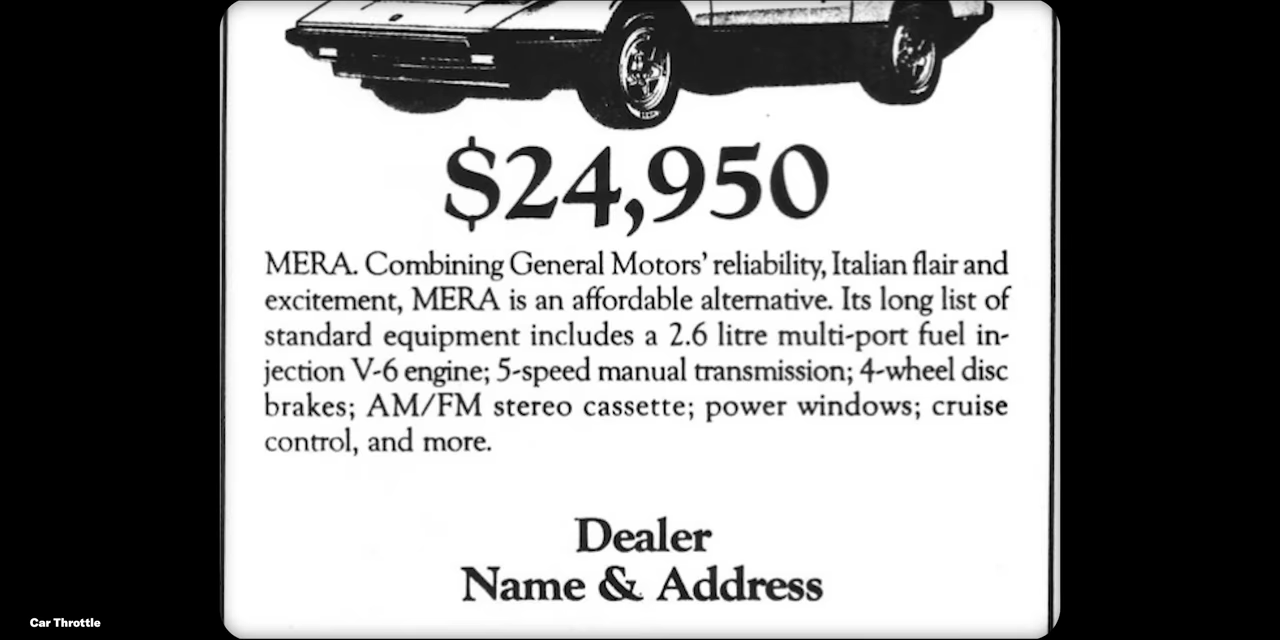 $24,950
MERA. Combining General Motors' reliability, Italian flair and
excitement, MERA is an affordable alternative. Its long list of
standard equipment includes a 2.6 litre multi-port fuel in-
jection V-6 engine; 5-speed manual transmission; 4-wheel disc
brakes; AM/FM stereo cassette; power windows; cruise
control, and more.
Dealer
Name & Address
Car Throttle